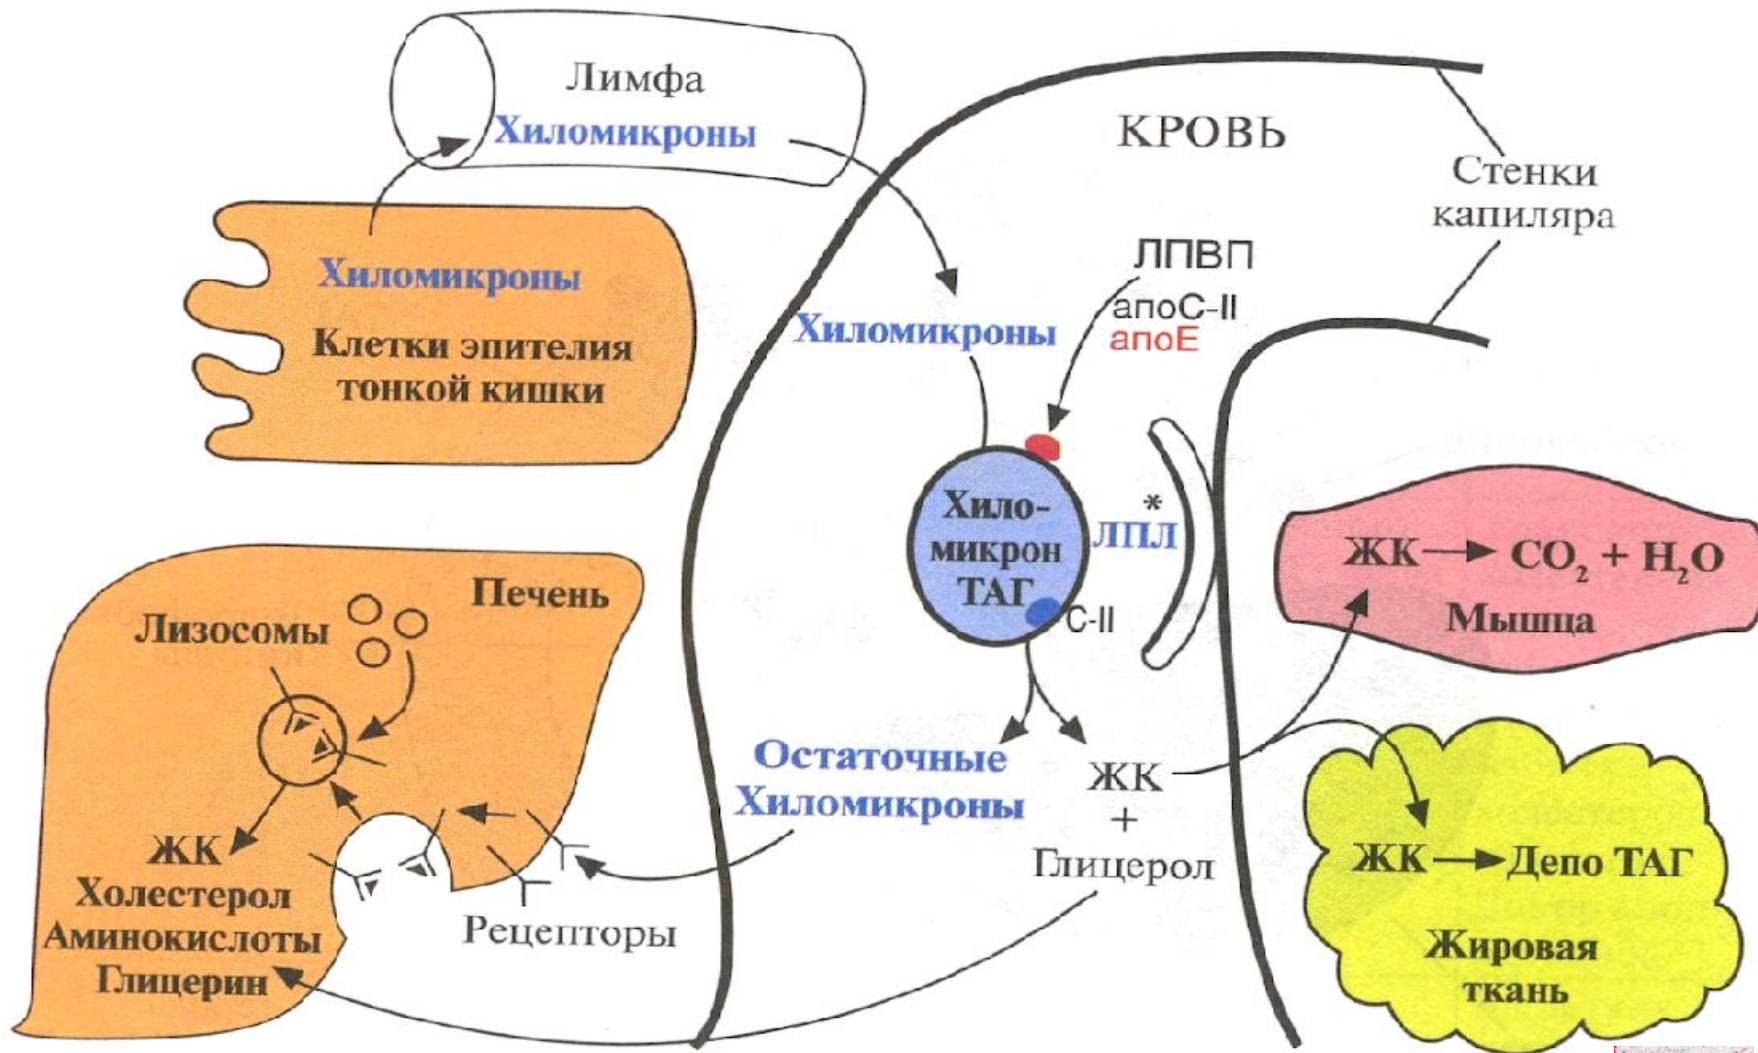 Лимфа
Хиломикроны
КРОВЬ
Стенки
капиляра
Хиломикроны
Клетки эпителия
тонкой кишки
ЛПВП
апоС-II
апоЕ
Хиломикроны
Хило-
микрон
ТАГ
*
ЛПЛ
С-II
ЖК → CO₂ + H₂O
Мышца
Печень
Лизосомы
ЖК
Холестерол
Аминокислоты
Глицерин
Рецепторы
Остаточные
Хиломикроны
ЖК
+
Глицерол
ЖК → Депо ТАГ
Жировая
ткань